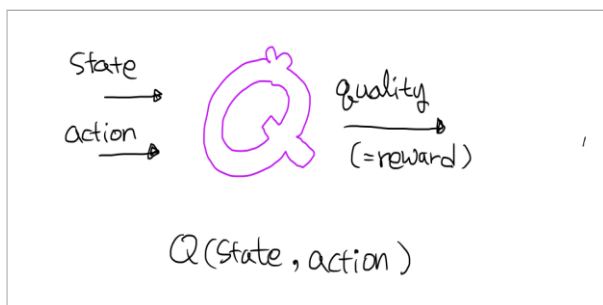 State
action
Q
quality
(=reward)
Q(State, action)